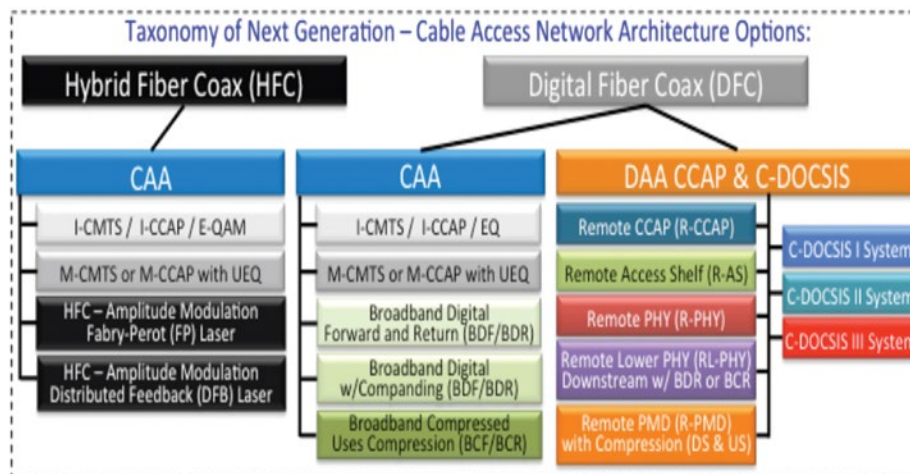 Taxonomy of Next Generation – Cable Access Network Architecture Options:
Hybrid Fiber Coax (HFC)
Digital Fiber Coax (DFC)
CAA
I-CMTS / I-CCAP / E-QAM
M-CMTS or M-CCAP with UEQ
HFC – Amplitude Modulation
Fabry-Perot (FP) Laser
HFC – Amplitude Modulation
Distributed Feedback (DFB) Laser
CAA
I-CMTS / I-CCAP / EQ
M-CMTS or M-CCAP with UEQ
Broadband Digital
Forward and Return (BDF/BDR)
Broadband Digital
w/Companding (BDF/BDR)
Broadband Compressed
Uses Compression (BCF/BCR)
DAA CCAP & C-DOCSIS
Remote CCAP (R-CCAP)
Remote Access Shelf (R-AS)
Remote PHY (R-PHY)
Remote Lower PHY (RL-PHY)
Downstream w/ BDR or BCR
Remote PMD (R-PMD)
with Compression (DS & US)
C-DOCSIS I System
C-DOCSIS II System
C-DOCSIS III System